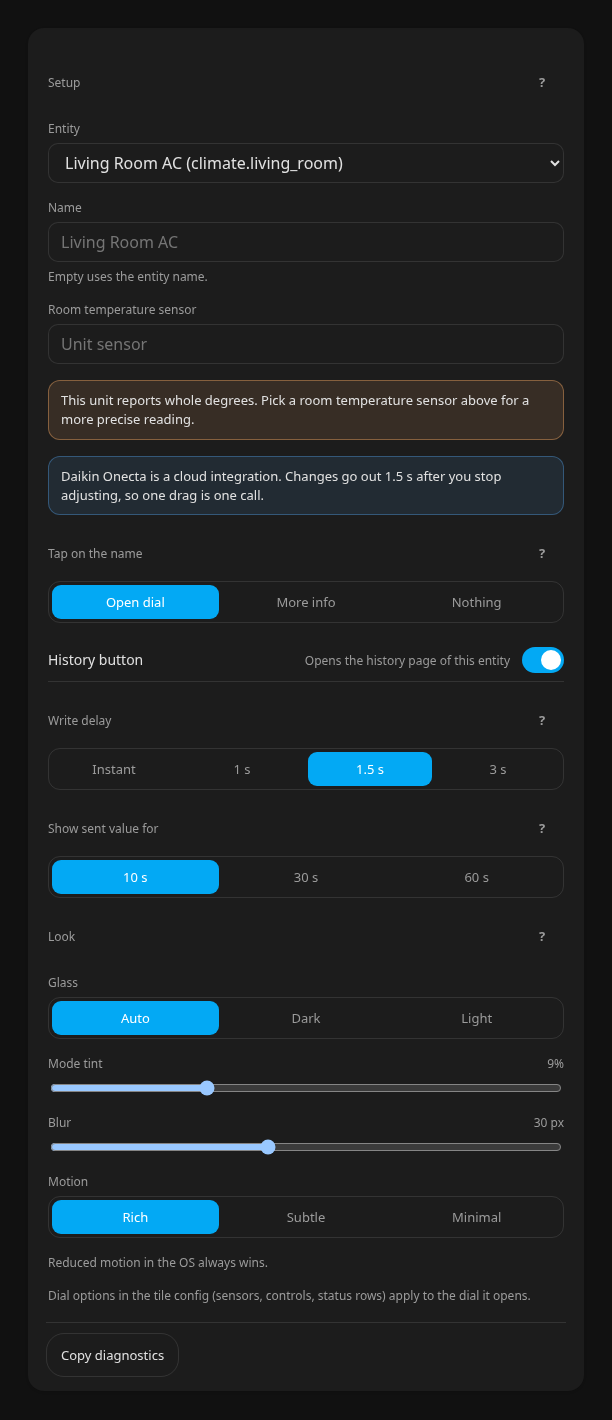 Setup ?
Entity
Living Room AC (climate.living_room)
Name
Living Room AC
Empty uses the entity name.
Room temperature sensor
Unit sensor
This unit reports whole degrees. Pick a room temperature sensor above for a
more precise reading.
Daikin Onecta is a cloud integration. Changes go out 1.5 s after you stop
adjusting, so one drag is one call.
Tap on the name ?
Open dial More info Nothing
History button Opens the history page of this entity
Write delay ?
Instant 1 s 1.5 s 3 s
Show sent value for ?
10 s 30 s 60 s
Look ?
Glass
Auto Dark Light
Mode tint 9%
Blur 30 px
Motion
Rich Subtle Minimal
Reduced motion in the OS always wins.
Dial options in the tile config (sensors, controls, status rows) apply to the dial it opens.
Copy diagnostics